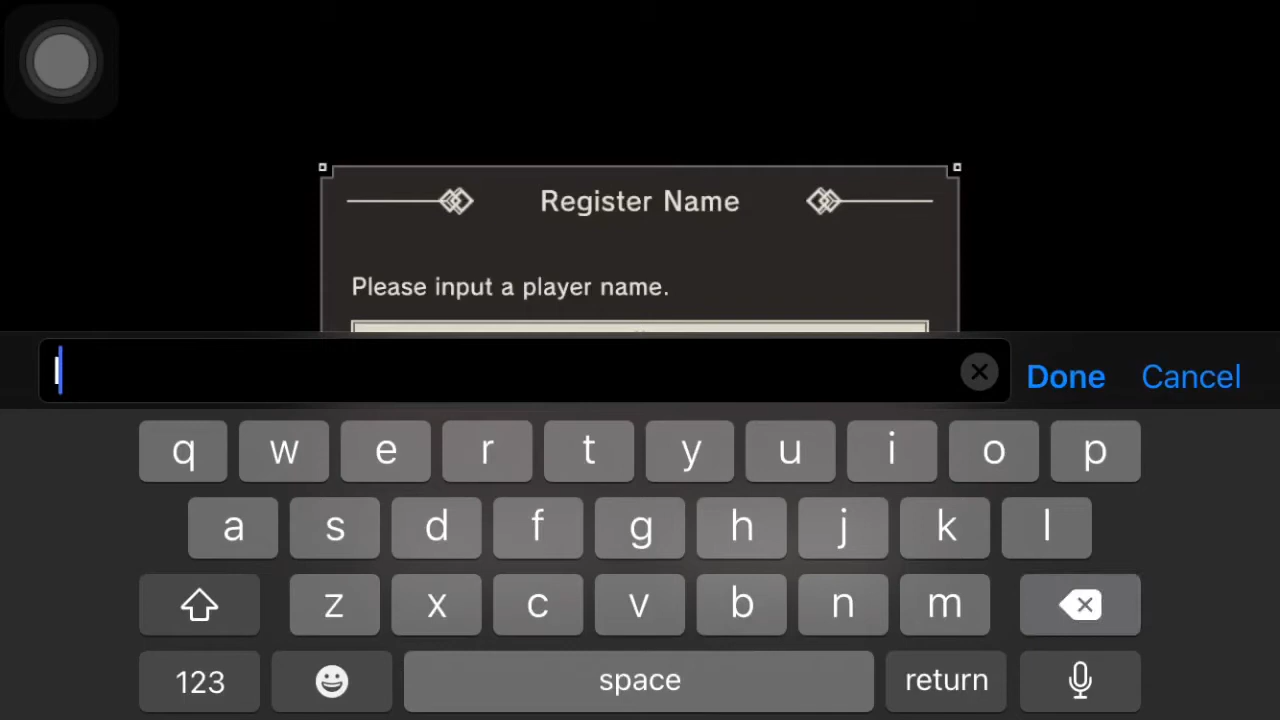 Register Name
Please input a player name.
Done Cancel
q w e r t y u i o p
a s d f g h j k l
z x c v b n m
123 space return